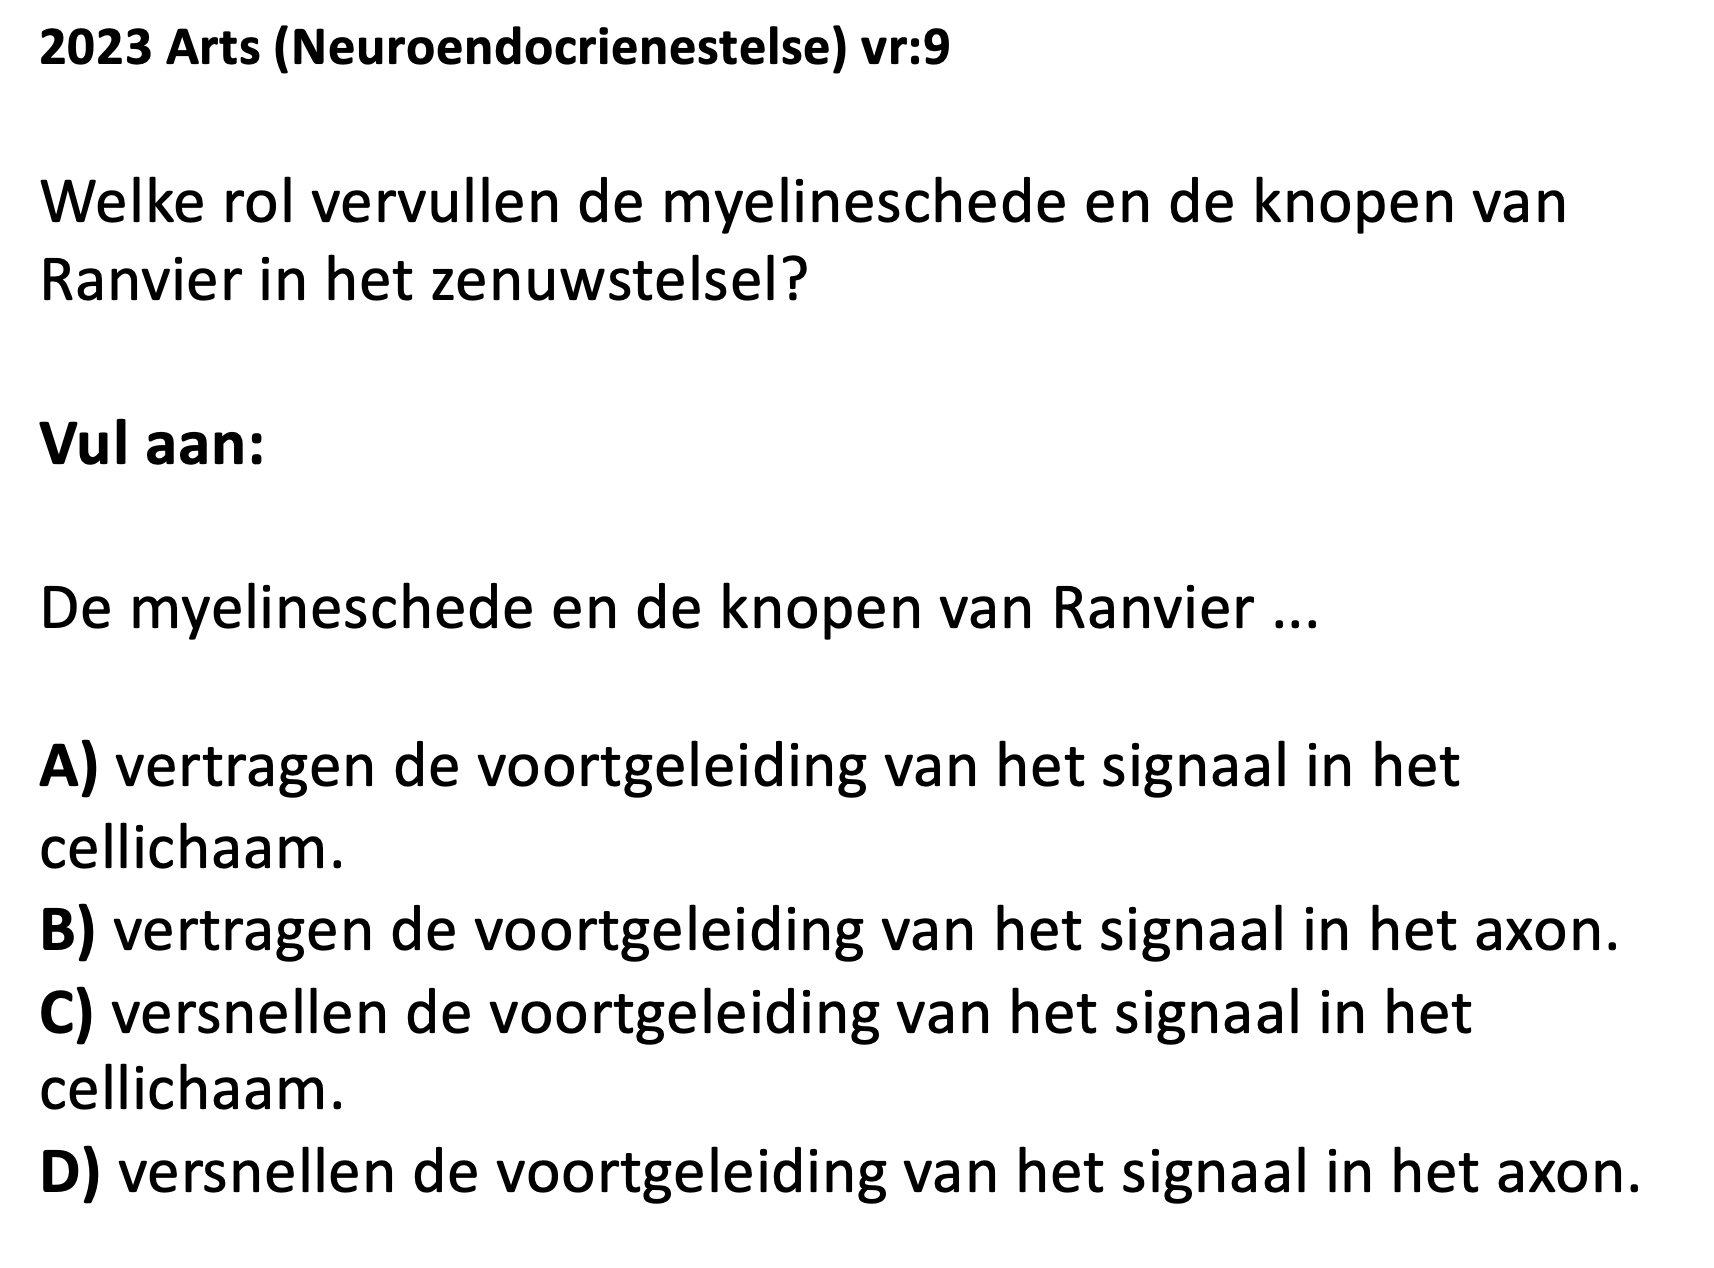 2023 Arts (Neuroendocrienestelse) vr:9
Welke rol vervullen de myelineschede en de knopen van
Ranvier in het zenuwstelsel?
Vul aan:
De myelineschede en de knopen van Ranvier ...
A) vertragen de voortgeleiding van het signaal in het
cellichaam.
B) vertragen de voortgeleiding van het signaal in het axon.
C) versnellen de voortgeleiding van het signaal in het
cellichaam.
D) versnellen de voortgeleiding van het signaal in het axon.